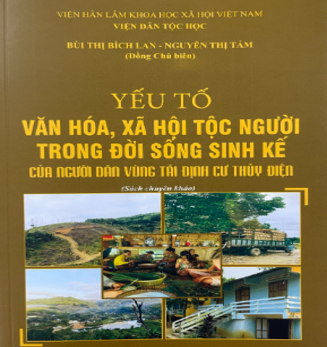 VIỆN HÀN LÂM KHOA HỌC XÃ HỘI VIỆT NAM
VIỆN DÂN TỘC HỌC
BÙI THỊ BÍCH LAN - NGUYỄN THỊ TÁM
(Đồng Chủ biên)
YẾU TỐ
VĂN HÓA, XÃ HỘI TỘC NGƯỜI
TRONG ĐỜI SỐNG SINH KẾ
CỦA NGƯỜI DÂN VÙNG TÁI ĐỊNH CƯ THỦY ĐIỆN
(Sách chuyên khảo)